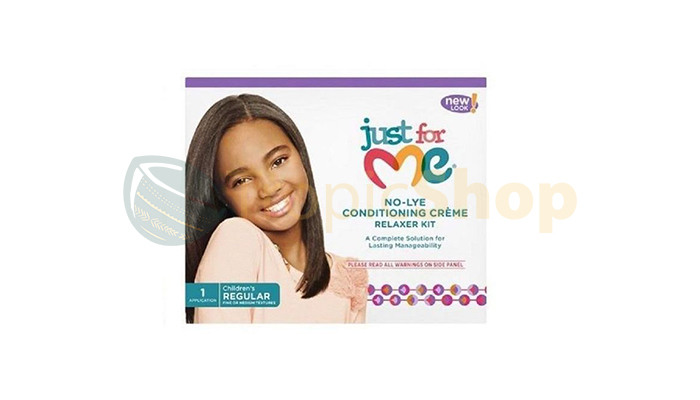 new
LOOK!
just for
me®
NO-LYE
CONDITIONING CRÈME
RELAXER KIT
A Complete Solution for
Lasting Manageability
PLEASE READ ALL WARNINGS ON SIDE PANEL
1
APPLICATION
Children's
REGULAR
FINE OR MEDIUM TEXTURES
TropicShop